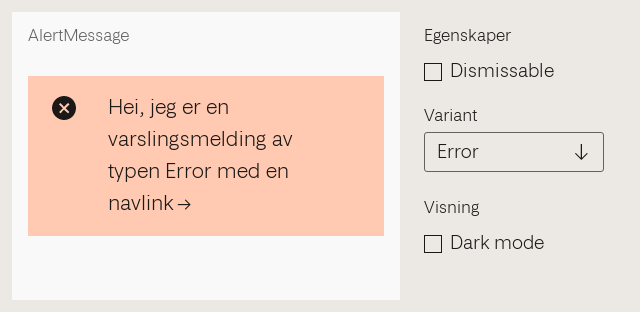 AlertMessage
Hei, jeg er en
varslingsmelding av
typen Error med en
navlink→
Egenskaper
Dismissable
Variant
Error
Visning
Dark mode